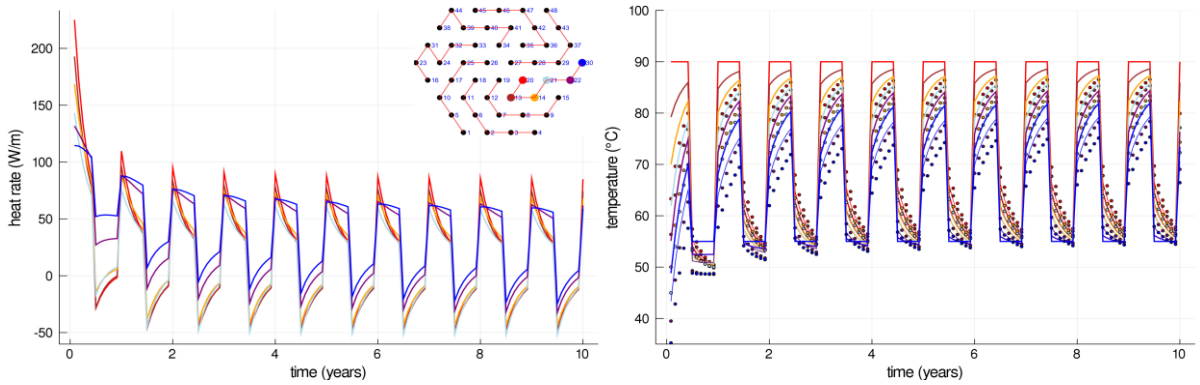 heat rate (W/m)
200
150
100
50
0
-50
0 2 4 6 8 10
time (years)
44 45 46 47 48
38 39 40 41 42 43
31 32 33 34 35 36 37
23 24 25 26 27 28 29 30
16 17 18 19 20 21 22
10 11 12 13 14 15
5 6 7 8 9
1 2 3 4
temperature (°C)
100
90
80
70
60
50
40
0 2 4 6 8 10
time (years)